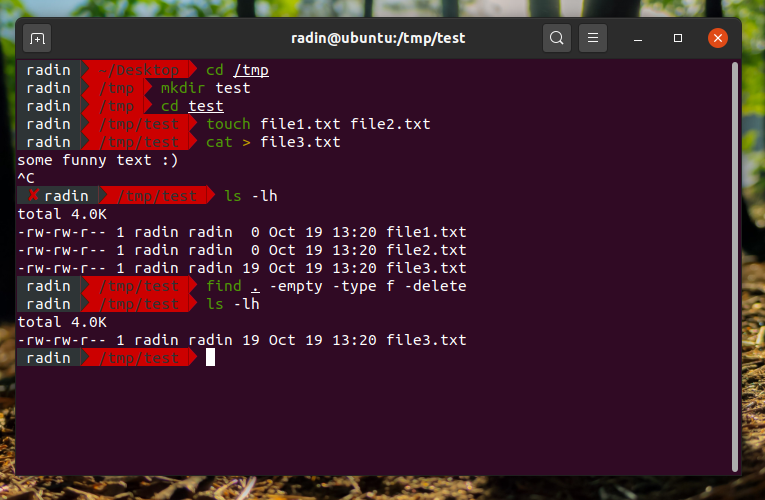 radin@ubuntu:/tmp/test
radin ~/Desktop cd /tmp
radin /tmp mkdir test
radin /tmp cd test
radin /tmp/test touch file1.txt file2.txt
radin /tmp/test cat > file3.txt
some funny text :)
^C
✘ radin /tmp/test ls -lh
total 4.0K
-rw-rw-r-- 1 radin radin  0 Oct 19 13:20 file1.txt
-rw-rw-r-- 1 radin radin  0 Oct 19 13:20 file2.txt
-rw-rw-r-- 1 radin radin 19 Oct 19 13:20 file3.txt
radin /tmp/test find . -empty -type f -delete
radin /tmp/test ls -lh
total 4.0K
-rw-rw-r-- 1 radin radin 19 Oct 19 13:20 file3.txt
radin /tmp/test